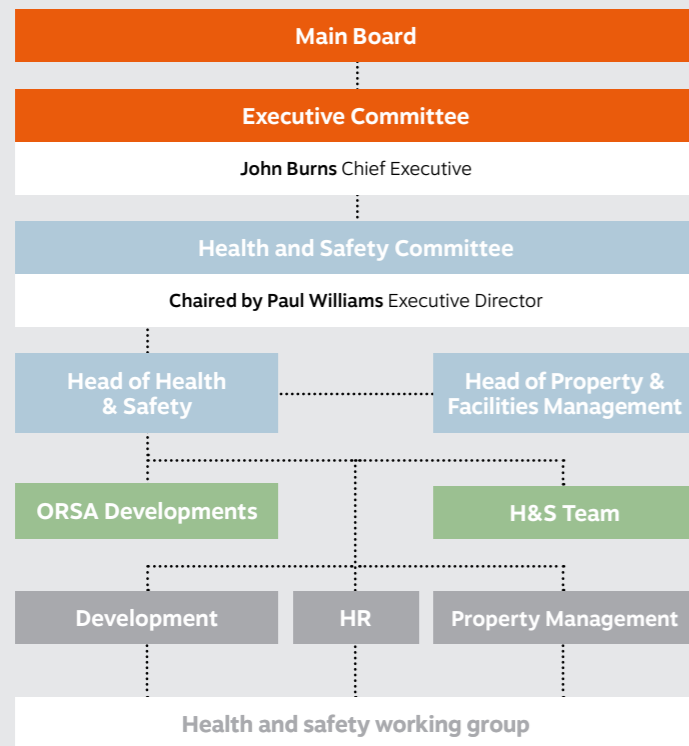 Main Board
Executive Committee
John Burns Chief Executive
Health and Safety Committee
Chaired by Paul Williams Executive Director
Head of Health
& Safety
Head of Property &
Facilities Management
ORSA Developments
H&S Team
Development
HR
Property Management
Health and safety working group